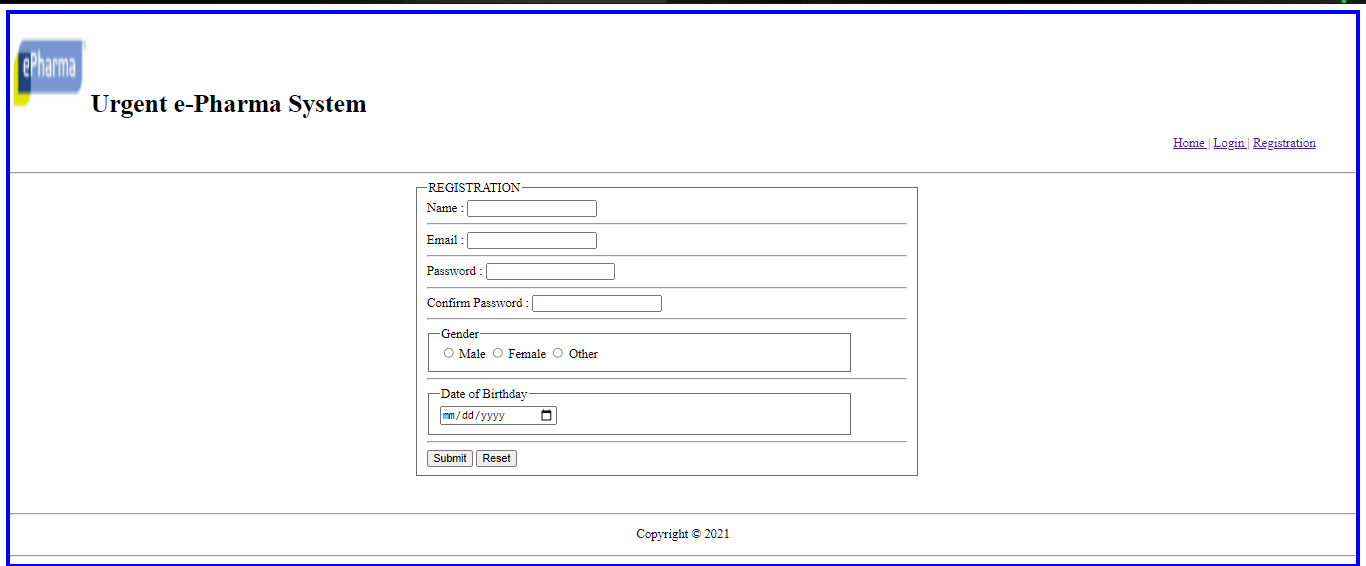 ePharma
Urgent e-Pharma System
Home | Login | Registration
REGISTRATION
Name :
Email :
Password :
Confirm Password :
Gender
Male Female Other
Date of Birthday
mm/dd/yyyy
Submit Reset
Copyright © 2021